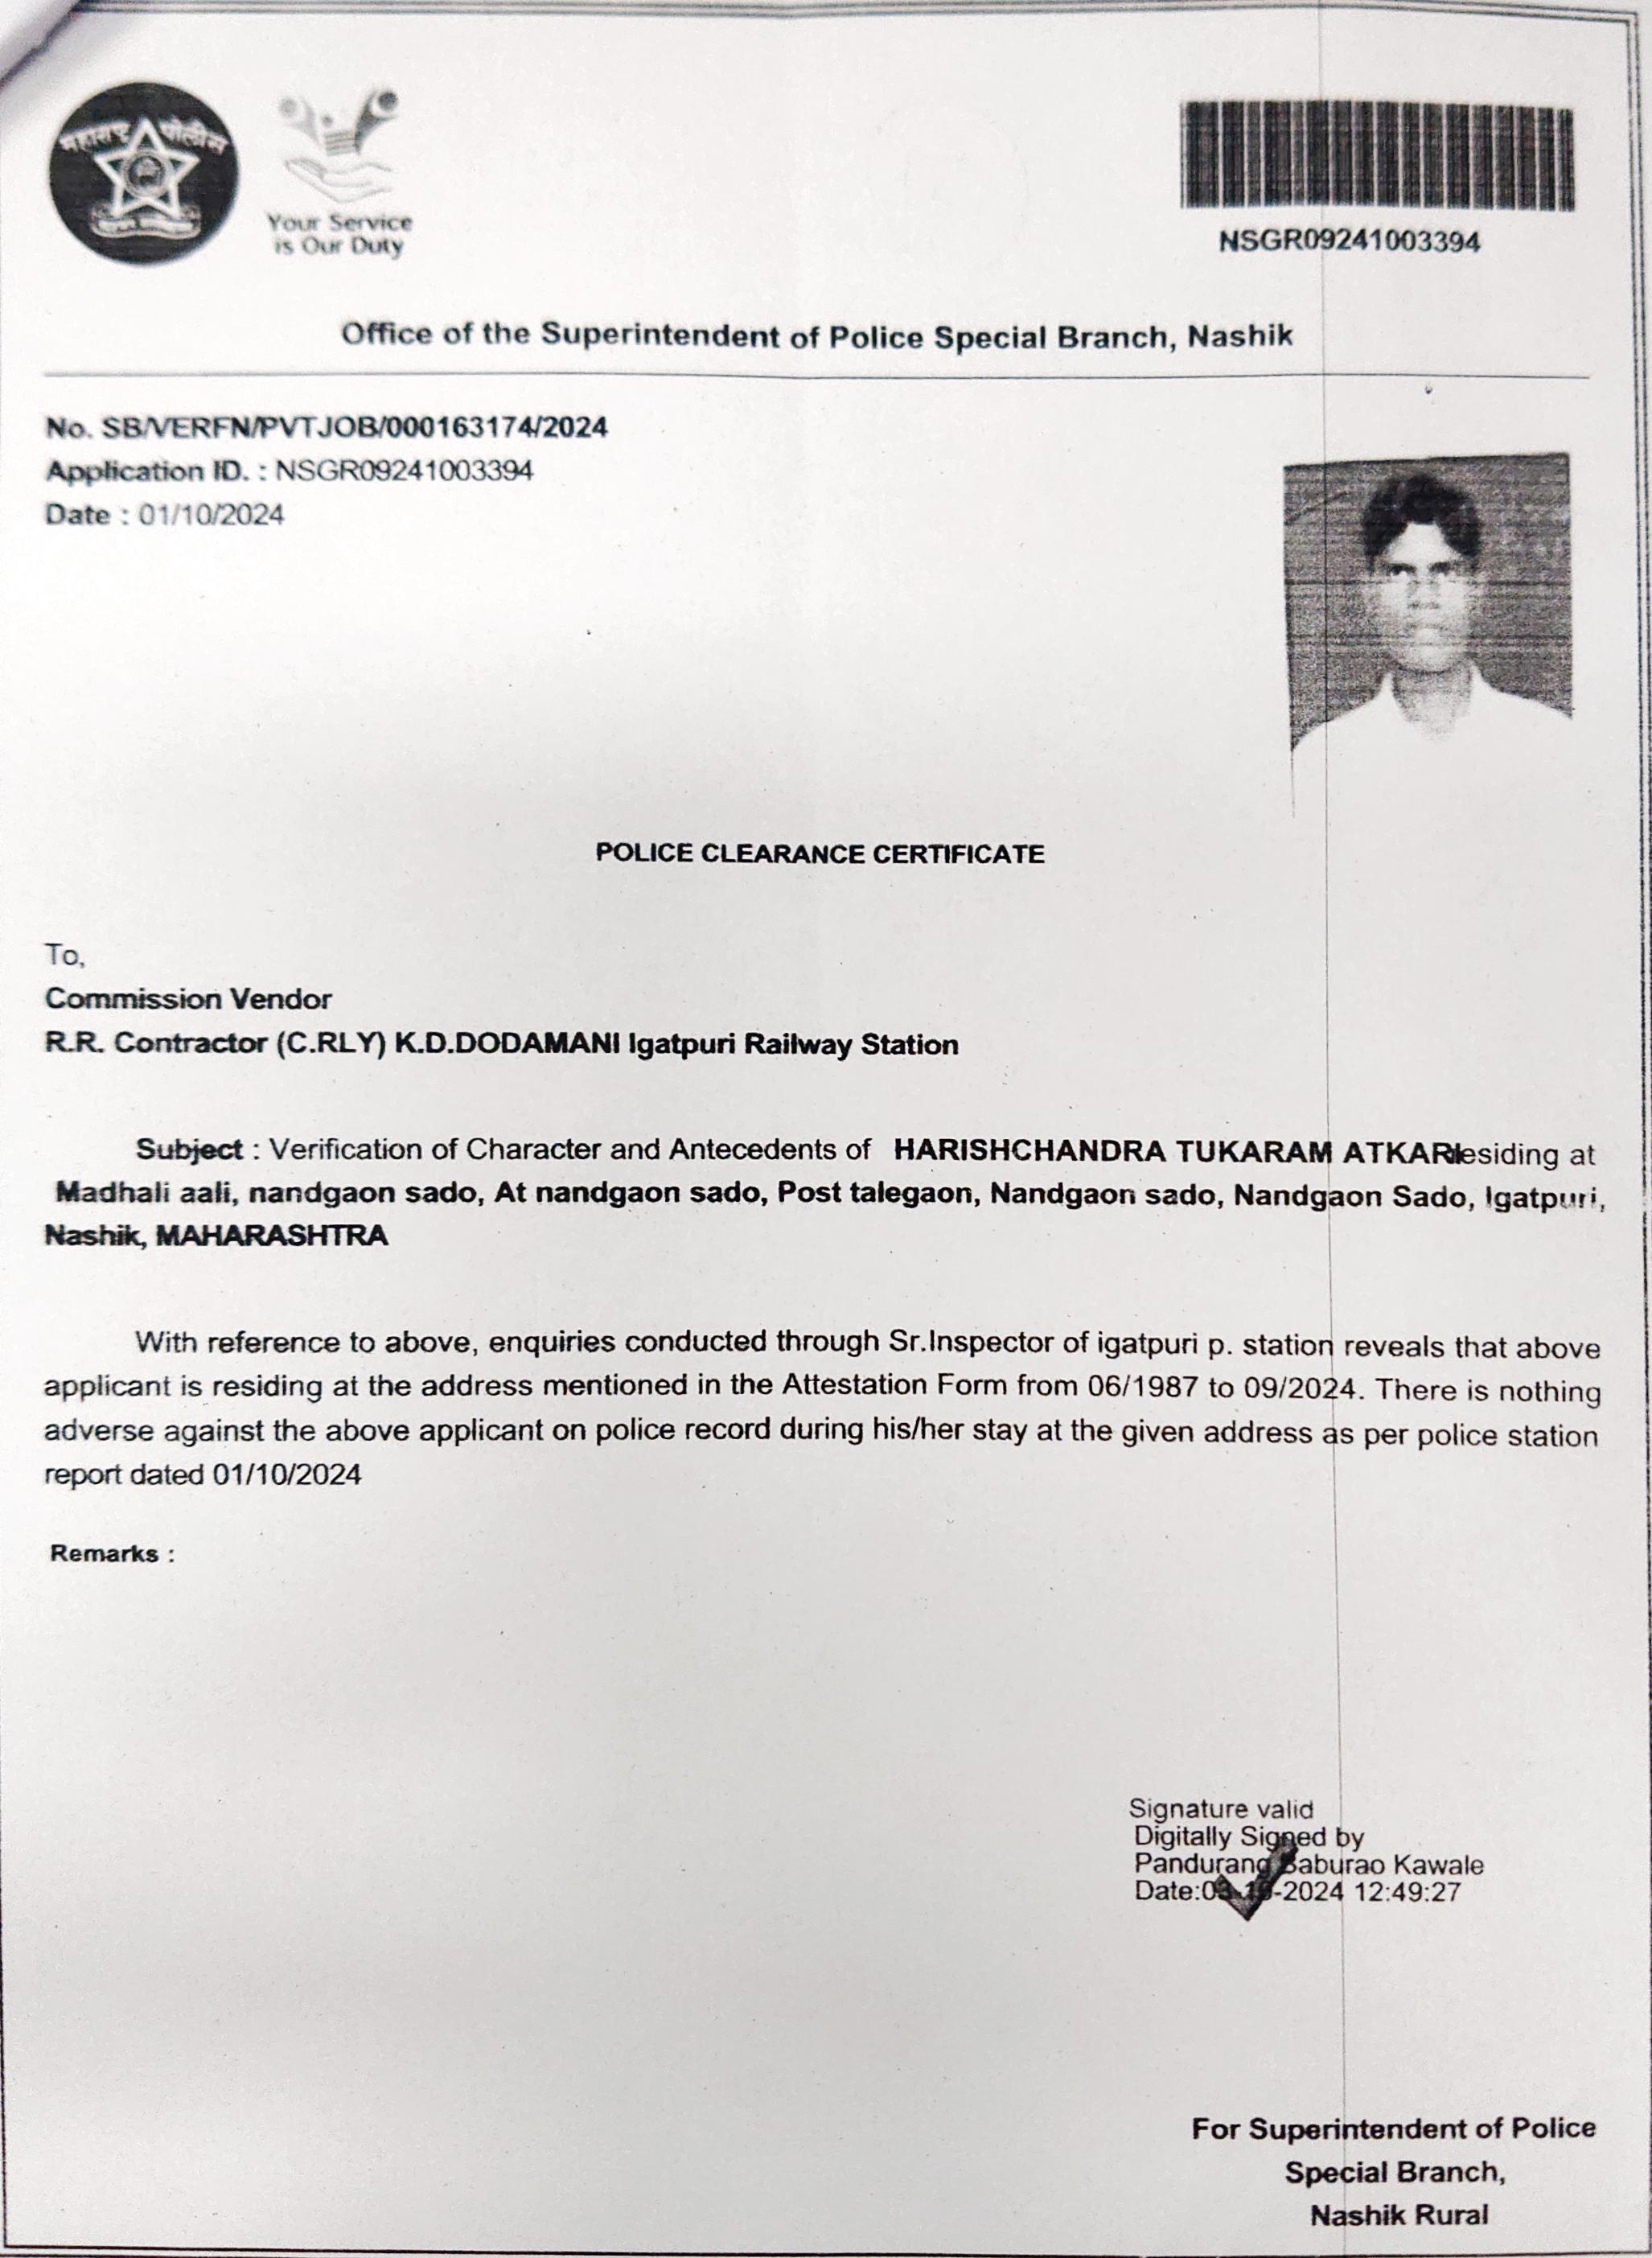 महाराष्ट्र पोलीस
Your Service
is Our Duty
NSGR09241003394
Office of the Superintendent of Police Special Branch, Nashik
No. SB/VERFN/PVTJOB/000163174/2024
Application ID. : NSGR09241003394
Date : 01/10/2024
POLICE CLEARANCE CERTIFICATE
To,
Commission Vendor
R.R. Contractor (C.RLY) K.D.DODAMANI Igatpuri Railway Station
Subject : Verification of Character and Antecedents of HARISHCHANDRA TUKARAM ATKARI residing at
Madhali aali, nandgaon sado, At nandgaon sado, Post talegaon, Nandgaon sado, Nandgaon Sado, Igatpuri,
Nashik, MAHARASHTRA
With reference to above, enquiries conducted through Sr.Inspector of igatpuri p. station reveals that above
applicant is residing at the address mentioned in the Attestation Form from 06/1987 to 09/2024. There is nothing
adverse against the above applicant on police record during his/her stay at the given address as per police station
report dated 01/10/2024
Remarks :
Signature valid
Digitally Signed by
Pandurang Baburao Kawale
Date: 12:49:27
For Superintendent of Police
Special Branch,
Nashik Rural